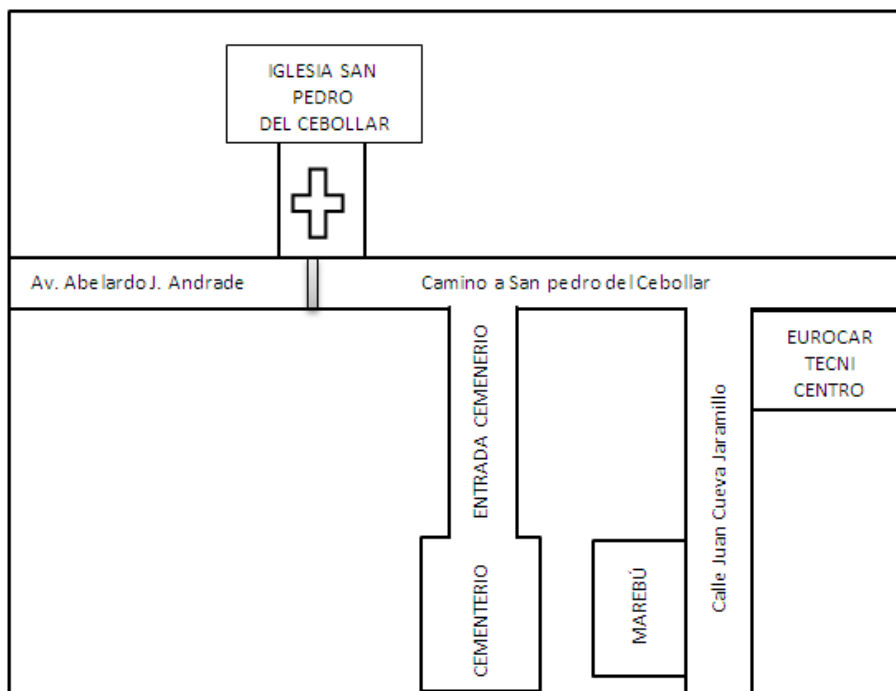 IGLESIA SAN
PEDRO
DEL CEBOLLAR
Av. Abelardo J. Andrade
Camino a San pedro del Cebollar
EUROCAR
TECNI
CENTRO
ENTRADA CEMENERIO
Calle Juan Cueva Jaramillo
CEMENTERIO
MAREBÚ